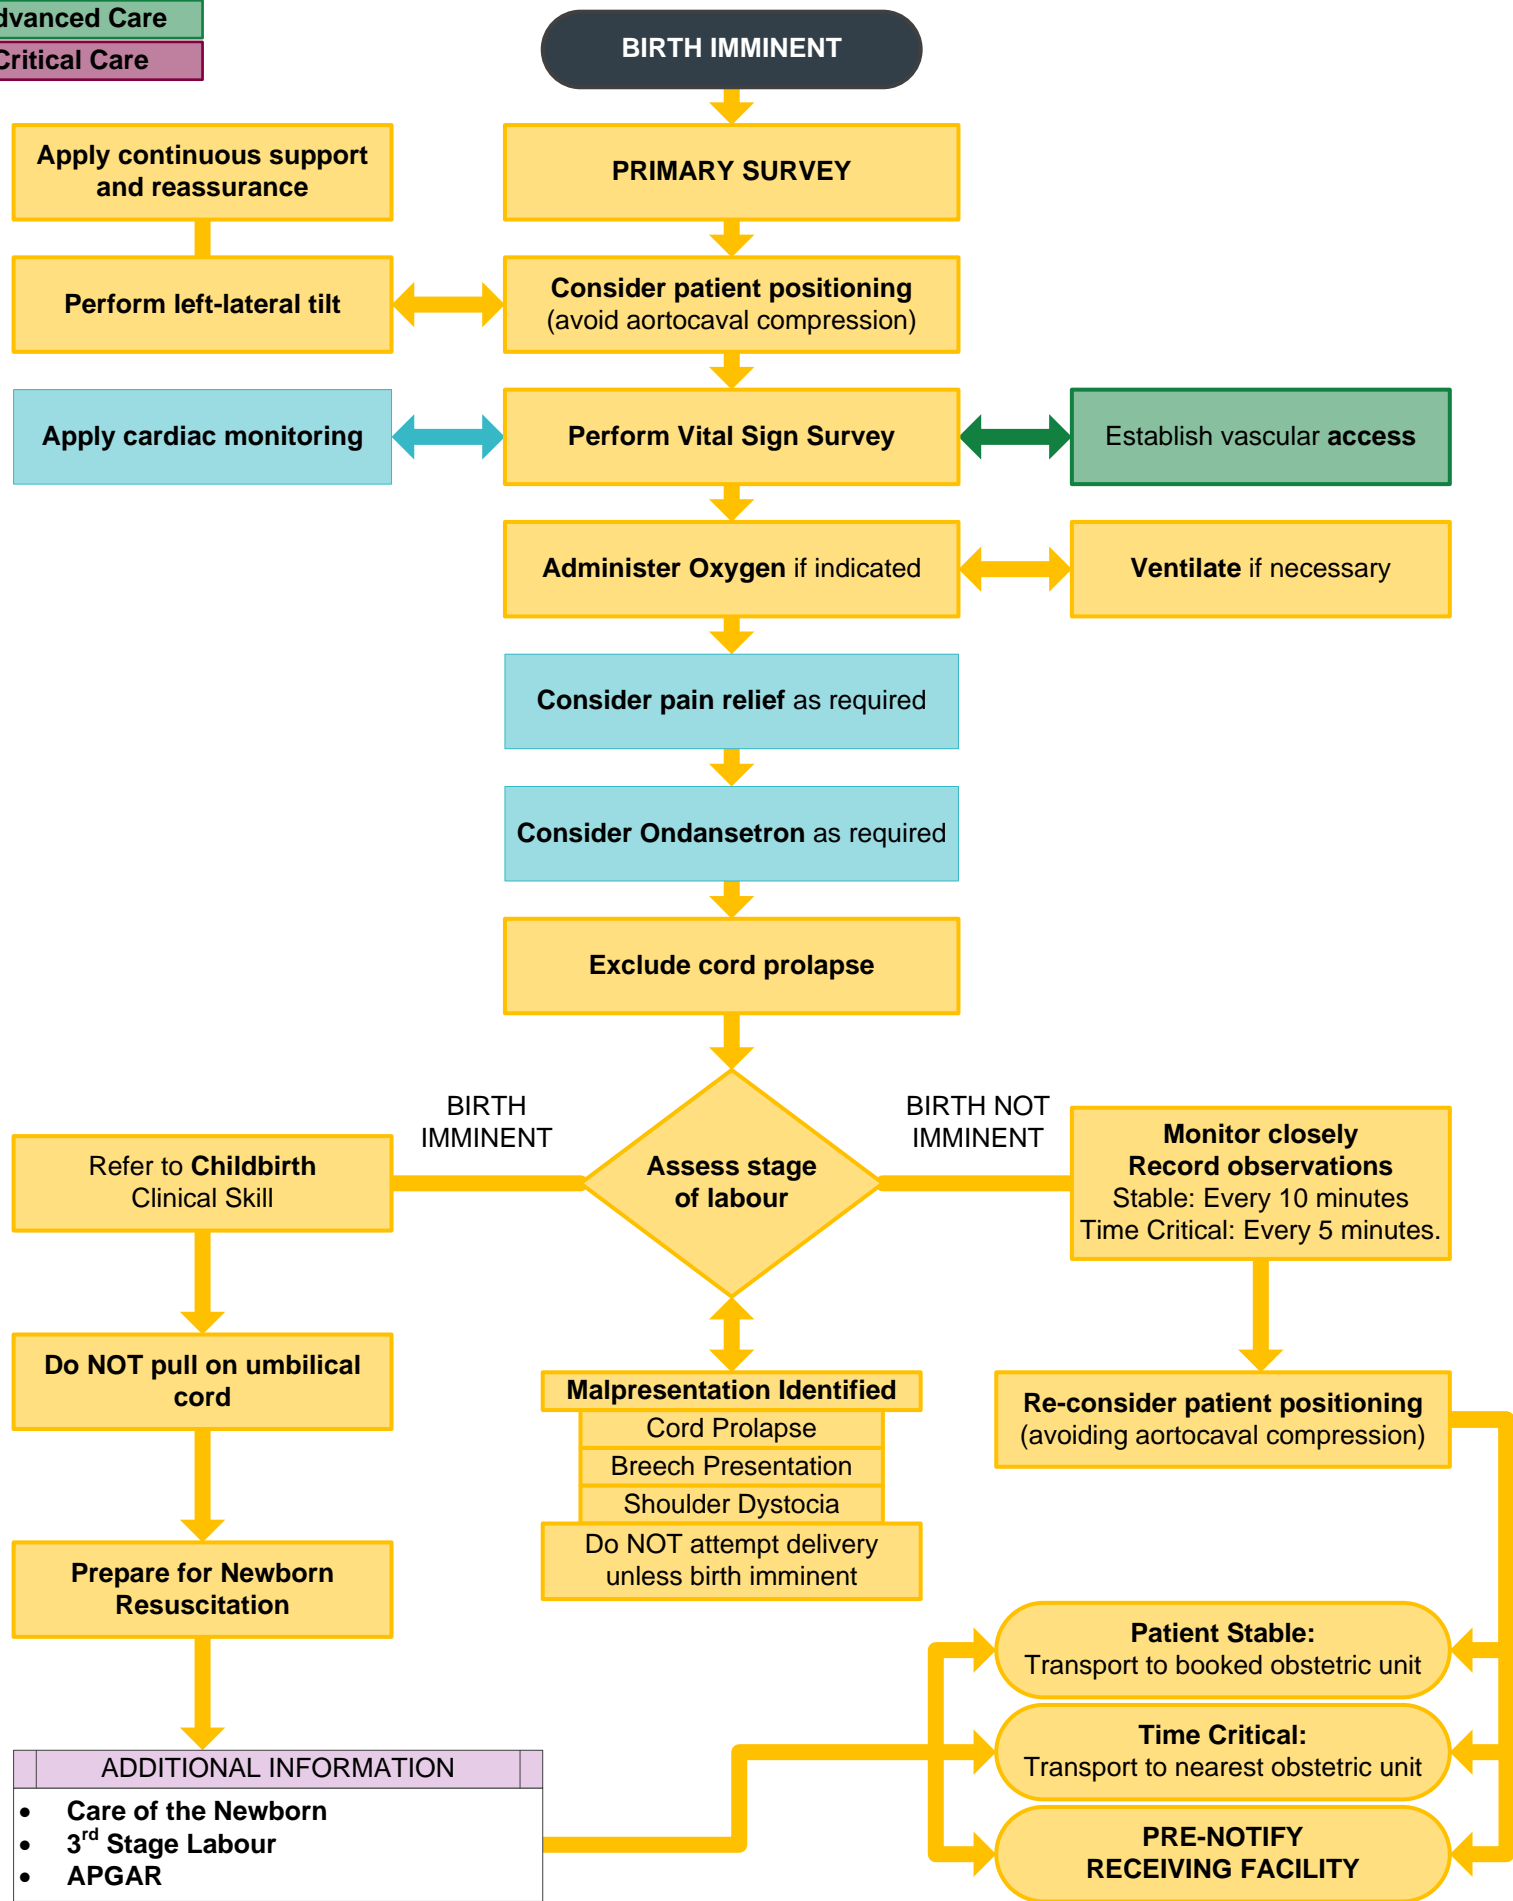 Advanced Care
Critical Care
BIRTH IMMINENT
Apply continuous support
and reassurance
PRIMARY SURVEY
Perform left-lateral tilt
Consider patient positioning
(avoid aortocaval compression)
Apply cardiac monitoring
Perform Vital Sign Survey
Establish vascular access
Administer Oxygen if indicated
Ventilate if necessary
Consider pain relief as required
Consider Ondansetron as required
Exclude cord prolapse
BIRTH
IMMINENT
BIRTH NOT
IMMINENT
Assess stage
of labour
Refer to Childbirth
Clinical Skill
Monitor closely
Record observations
Stable: Every 10 minutes
Time Critical: Every 5 minutes.
Do NOT pull on umbilical
cord
Malpresentation Identified
Cord Prolapse
Breech Presentation
Shoulder Dystocia
Do NOT attempt delivery
unless birth imminent
Re-consider patient positioning
(avoiding aortocaval compression)
Prepare for Newborn
Resuscitation
Patient Stable:
Transport to booked obstetric unit
Time Critical:
Transport to nearest obstetric unit
PRE-NOTIFY
RECEIVING FACILITY
ADDITIONAL INFORMATION
• Care of the Newborn
• 3rd Stage Labour
• APGAR